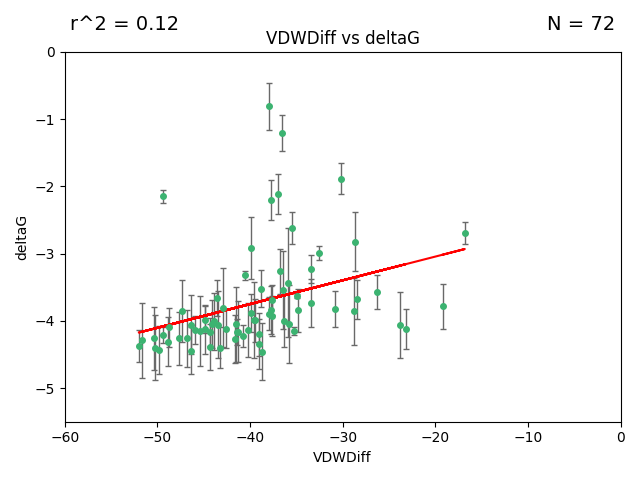 r^2 = 0.12
N = 72
VDWDiff vs deltaG
0
−1
−2
−3
−4
−5
deltaG
−60 −50 −40 −30 −20 −10 0
VDWDiff